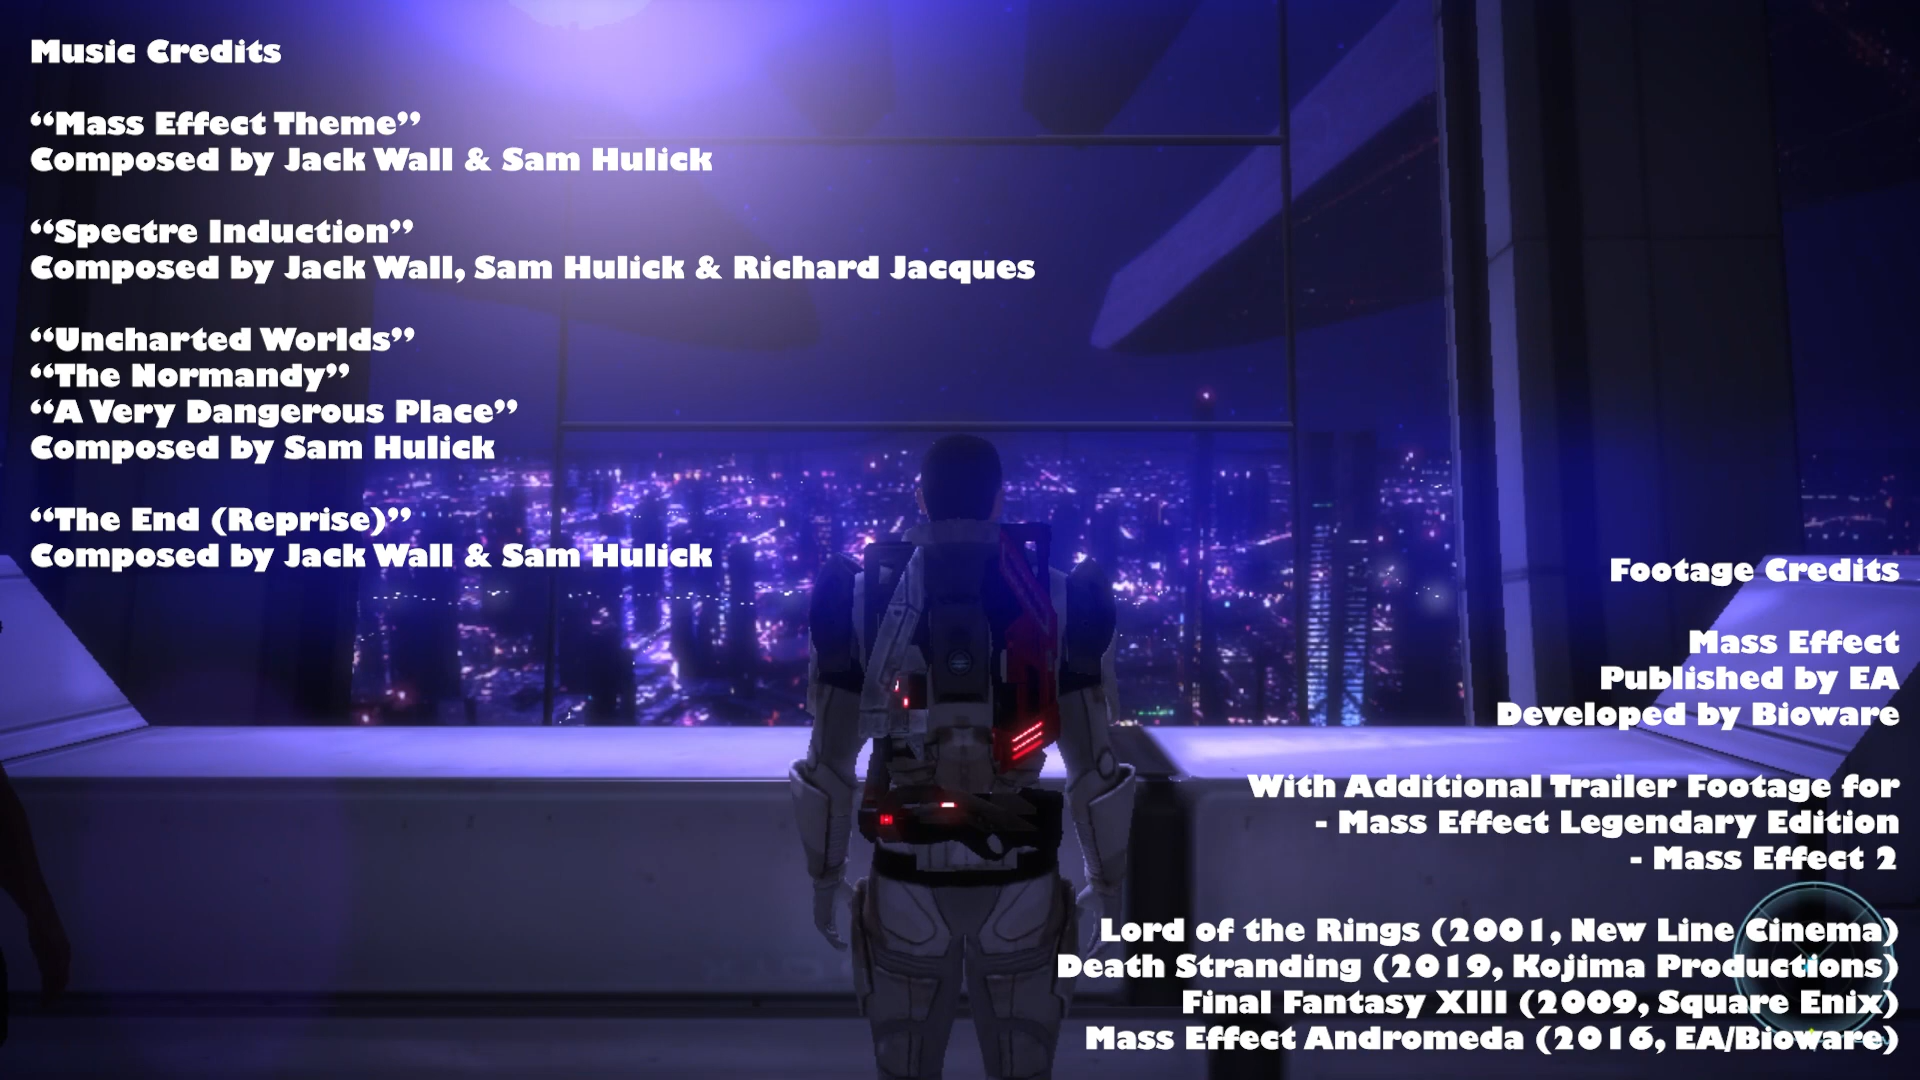 Music Credits
“Mass Effect Theme”
Composed by Jack Wall & Sam Hulick
“Spectre Induction”
Composed by Jack Wall, Sam Hulick & Richard Jacques
“Uncharted Worlds”
“The Normandy”
“A Very Dangerous Place”
Composed by Sam Hulick
“The End (Reprise)”
Composed by Jack Wall & Sam Hulick
Footage Credits
Mass Effect
Published by EA
Developed by Bioware
With Additional Trailer Footage for
- Mass Effect Legendary Edition
- Mass Effect 2
Lord of the Rings (2001, New Line Cinema)
Death Stranding (2019, Kojima Productions)
Final Fantasy XIII (2009, Square Enix)
Mass Effect Andromeda (2016, EA/Bioware)